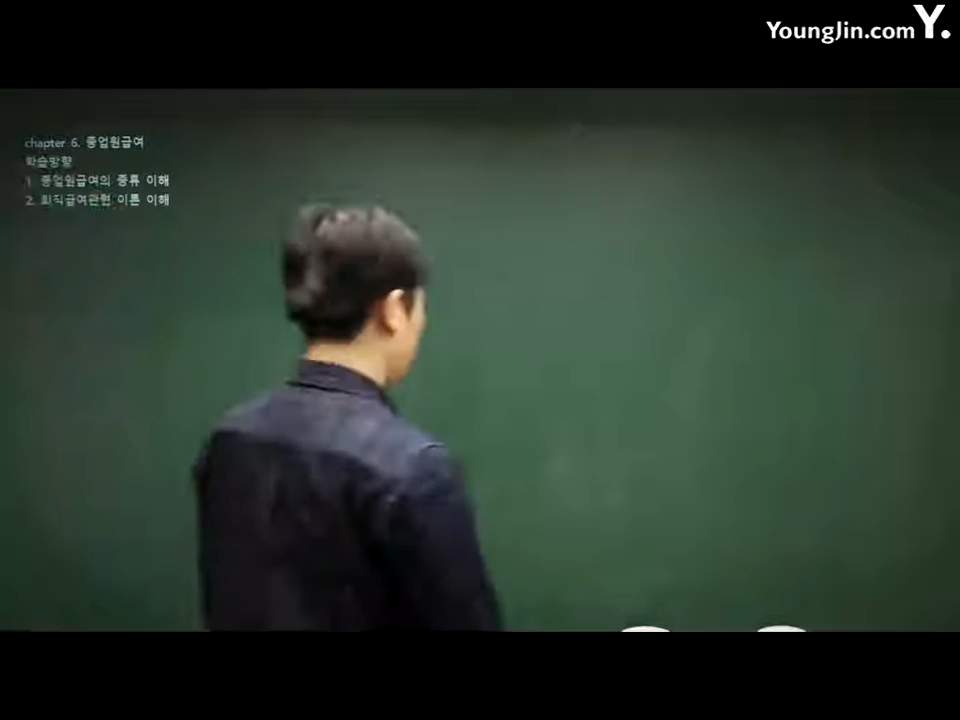 YoungJin.com Y.
chapter 6. 종업원급여
학습방향
1. 종업원급여의 종류 이해
2. 퇴직급여관련 이론 이해